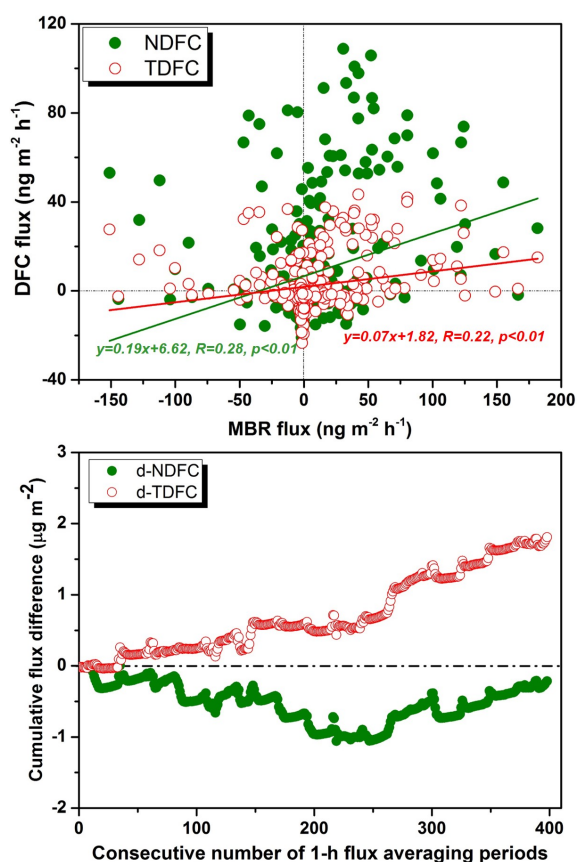 120
80
40
0
-40
DFC flux (ng m⁻² h⁻¹)
NDFC
TDFC
y=0.19x+6.62, R=0.28, p<0.01
y=0.07x+1.82, R=0.22, p<0.01
-150 -100 -50 0 50 100 150 200
MBR flux (ng m⁻² h⁻¹)
3
2
1
0
-1
-2
Cumulative flux difference (μg m⁻²)
d-NDFC
d-TDFC
0 100 200 300 400
Consecutive number of 1-h flux averaging periods